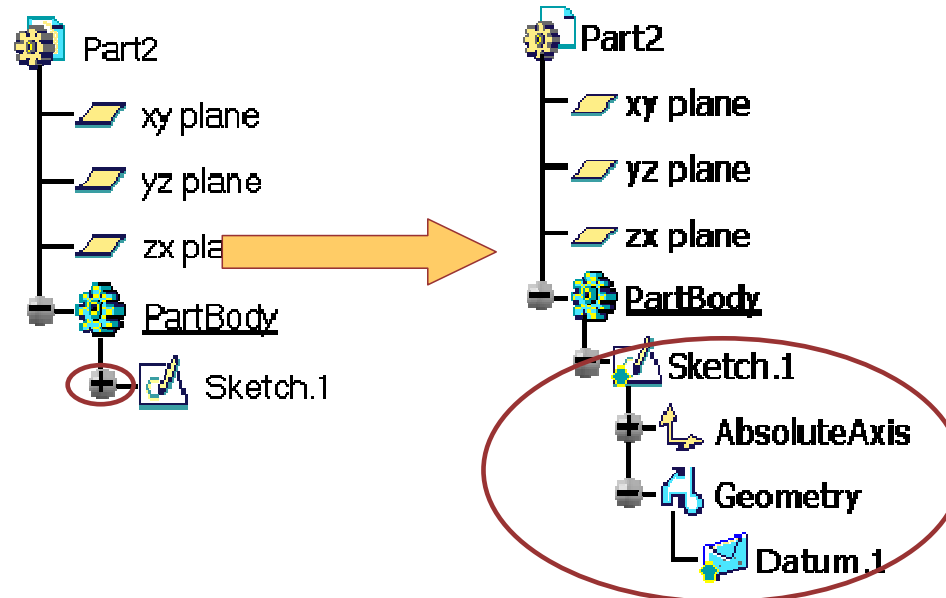 Part2
xy plane
yz plane
zx pla
PartBody
Sketch.1
Part2
xy plane
yz plane
zx plane
PartBody
Sketch.1
AbsoluteAxis
Geometry
Datum.1